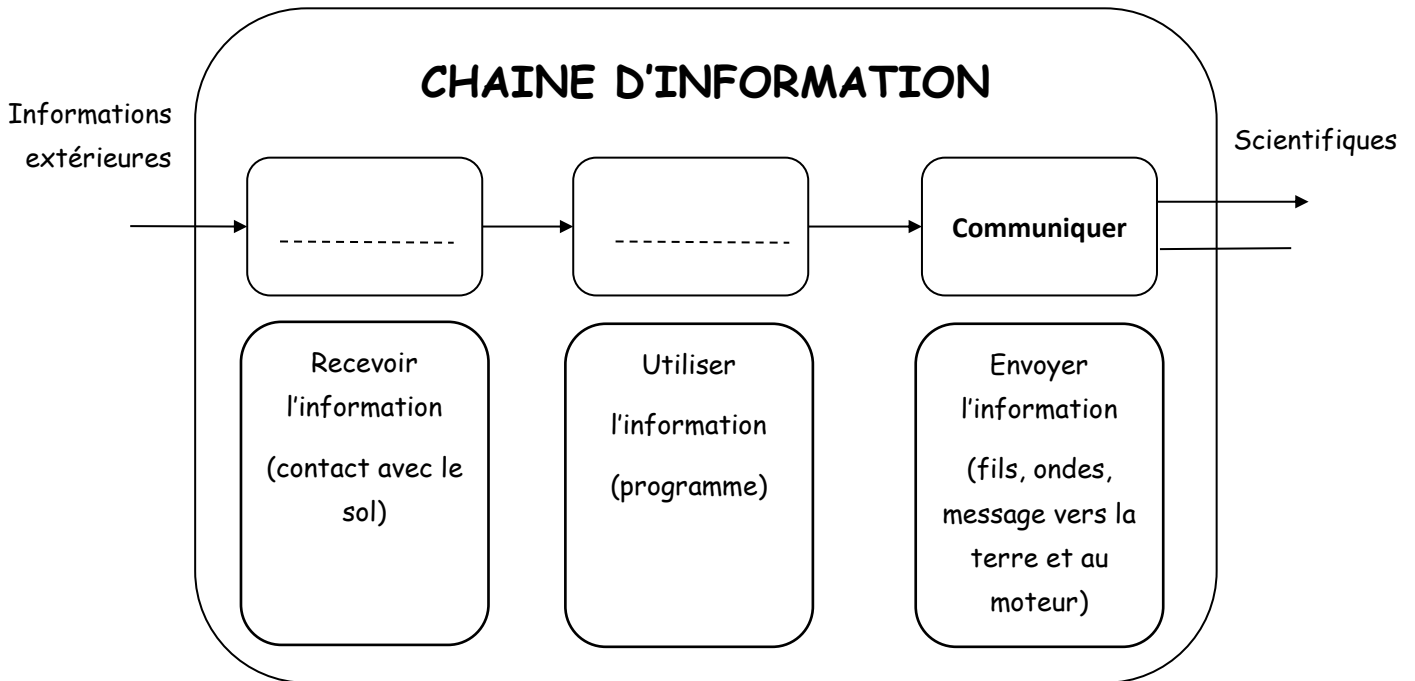 CHAINE D'INFORMATION
Informations
extérieures
Scientifiques
Communiquer
Recevoir
l'information
(contact avec le
sol)
Utiliser
l'information
(programme)
Envoyer
l'information
(fils, ondes,
message vers la
terre et au
moteur)